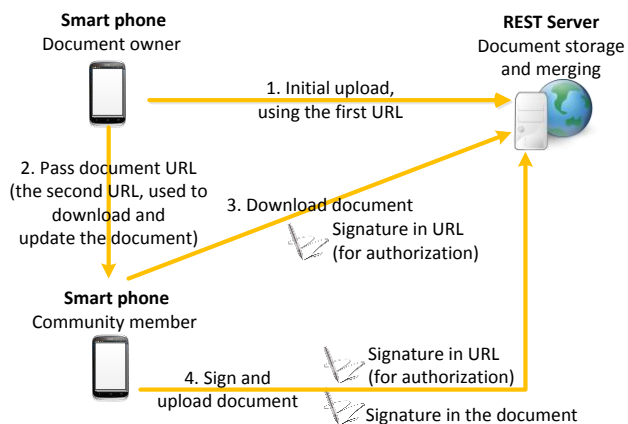 Smart phone
Document owner
REST Server
Document storage
and merging
1. Initial upload,
using the first URL
2. Pass document URL
(the second URL, used to
download and
update the document)
3. Download document
Signature in URL
(for authorization)
Smart phone
Community member
4. Sign and
upload document
Signature in URL
(for authorization)
Signature in the document